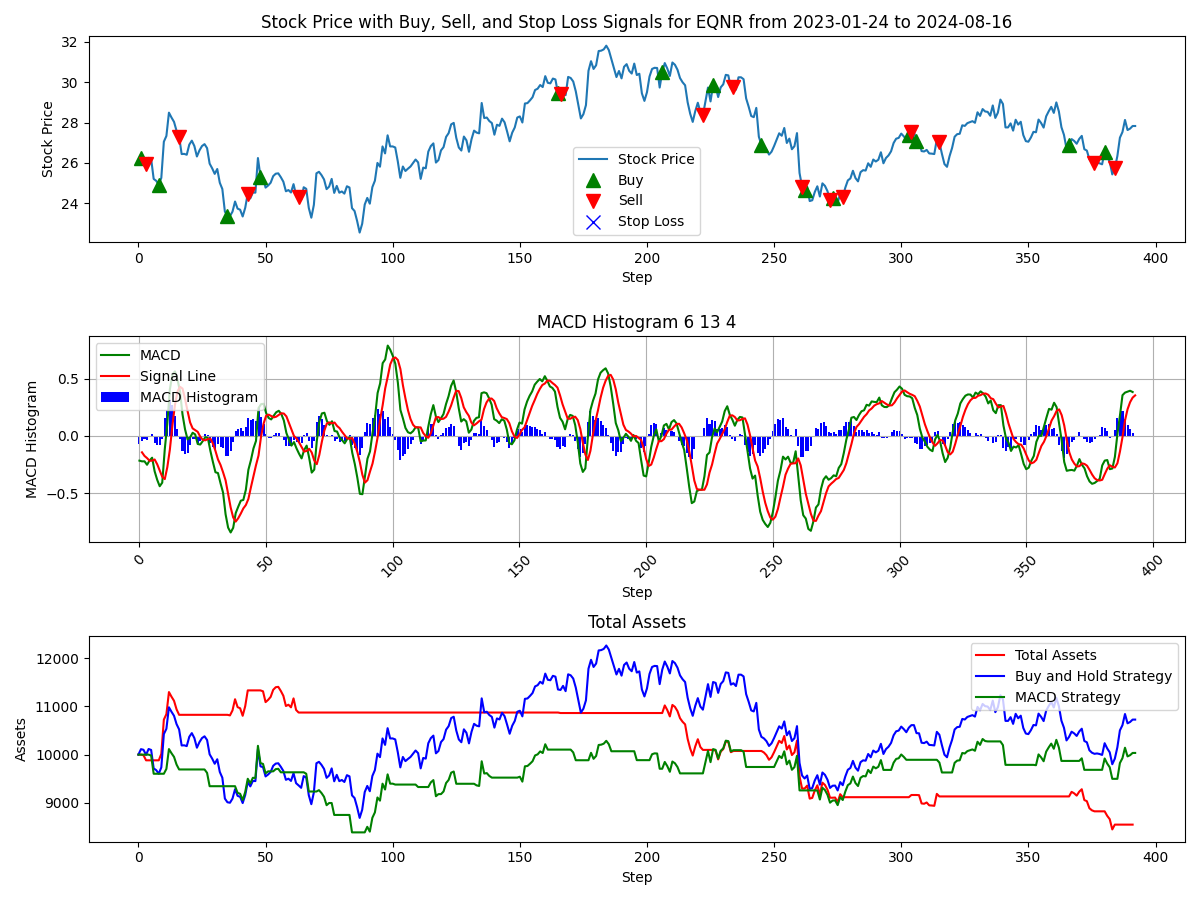 Stock Price with Buy, Sell, and Stop Loss Signals for EQNR from 2023-01-24 to 2024-08-16
Stock Price
32
30
28
26
24
Stock Price
Buy
Sell
Stop Loss
0 50 100 150 200 250 300 350 400
Step
MACD Histogram 6 13 4
MACD Histogram
0.5
0.0
−0.5
MACD
Signal Line
MACD Histogram
0 50 100 150 200 250 300 350 400
Step
Total Assets
Assets
12000
11000
10000
9000
Total Assets
Buy and Hold Strategy
MACD Strategy
0 50 100 150 200 250 300 350 400
Step